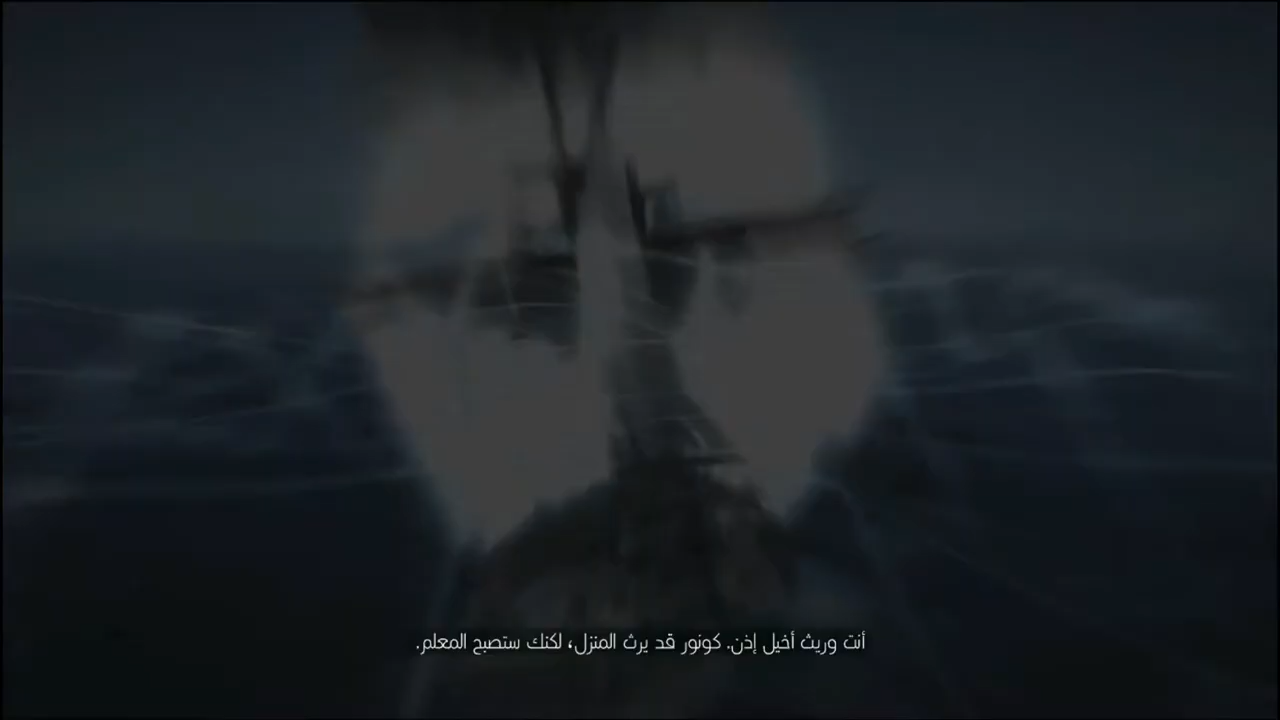 أنت وريث أخيل إذن. كونور قد يرث المنزل، لكنك ستصبح المعلم.